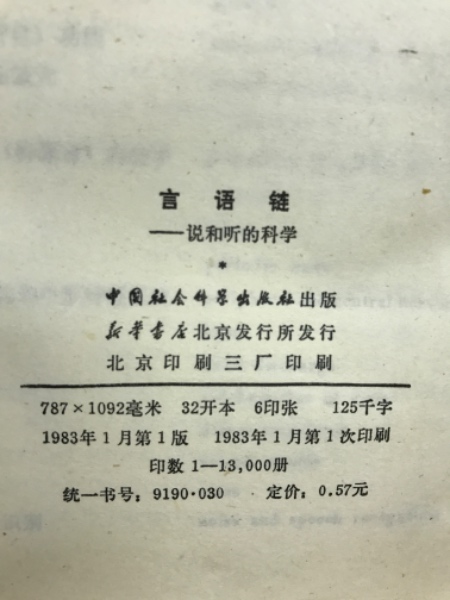 言语链
——说和听的科学
*
中国社会科学出版社出版
新华书店北京发行所发行
北京印刷三厂印刷
787×1092毫米 32开本 6印张 125千字
1983年1月第1版 1983年1月第1次印刷
印数 1—13,000册
统一书号：9190·030 定价：0.57元